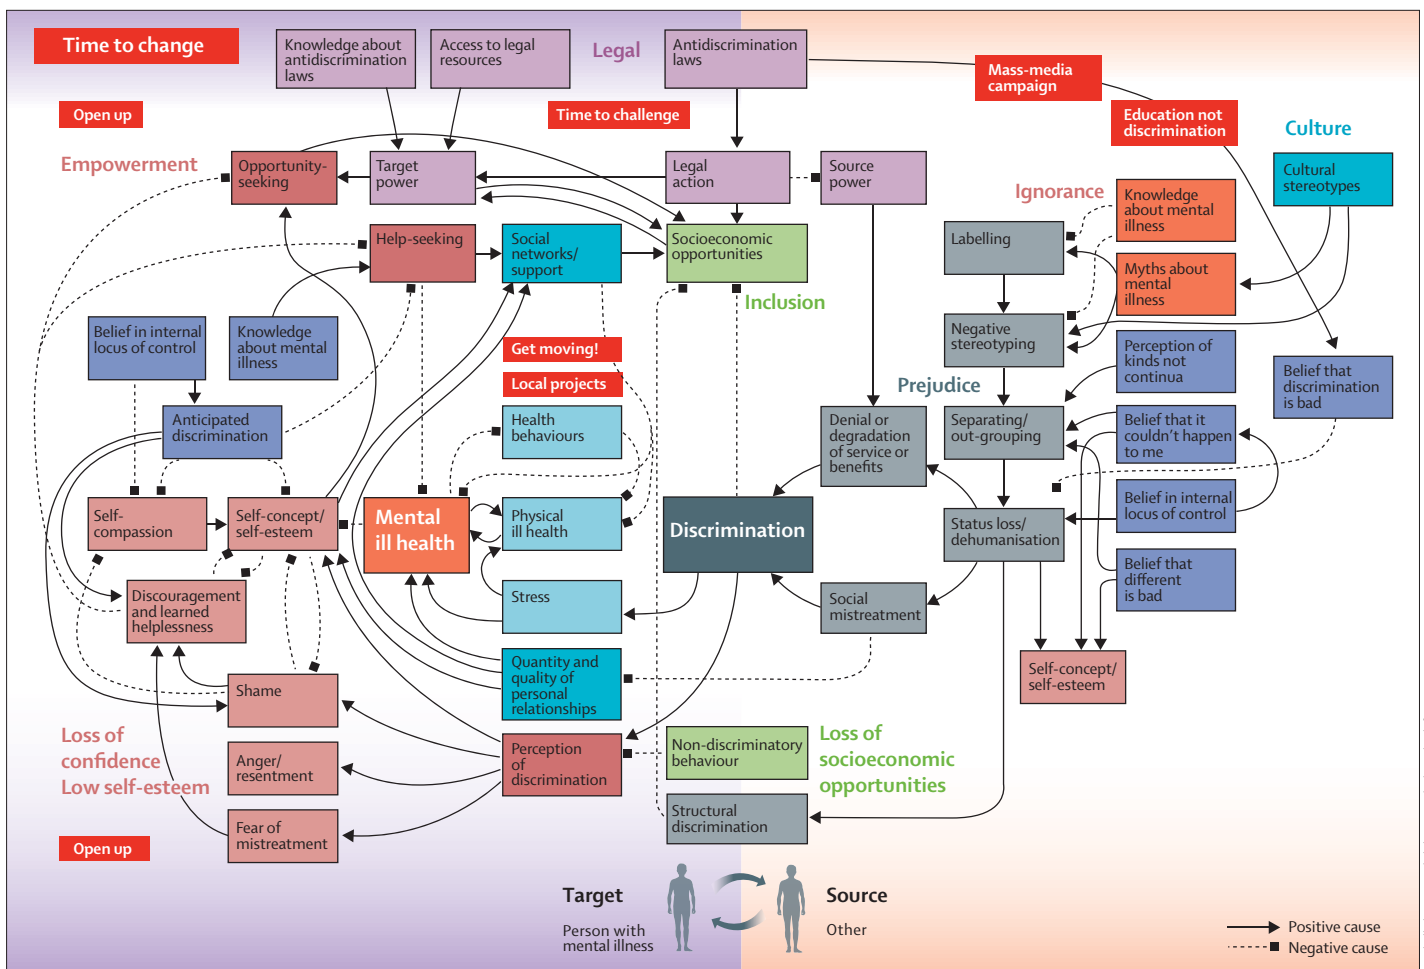 Time to change
Knowledge about
antidiscrimination
laws
Access to legal
resources
Legal
Antidiscrimination
laws
Mass-media
campaign
Open up
Time to challenge
Education not
discrimination
Culture
Empowerment
Opportunity-
seeking
Target
power
Legal
action
Source
power
Ignorance
Knowledge
about mental
illness
Cultural
stereotypes
Help-seeking
Social
networks/
support
Socioeconomic
opportunities
Labelling
Myths about
mental
illness
Inclusion
Belief in internal
locus of control
Knowledge
about mental
illness
Get moving!
Local projects
Negative
stereotyping
Perception of
kinds not
continua
Prejudice
Belief that
discrimination
is bad
Anticipated
discrimination
Health
behaviours
Denial or
degradation
of service or
benefits
Separating/
out-grouping
Belief that it
couldn't happen
to me
Self-
compassion
Self-concept/
self-esteem
Mental
ill health
Physical
ill health
Discrimination
Status loss/
dehumanisation
Belief in internal
locus of control
Discouragement
and learned
helplessness
Stress
Social
mistreatment
Belief that
different
is bad
Shame
Quantity and
quality of
personal
relationships
Self-concept/
self-esteem
Loss of
confidence
Low self-esteem
Anger/
resentment
Perception
of
discrimination
Non-discriminatory
behaviour
Loss of
socioeconomic
opportunities
Fear of
mistreatment
Structural
discrimination
Open up
Target
Person with
mental illness
Source
Other
Positive cause
Negative cause